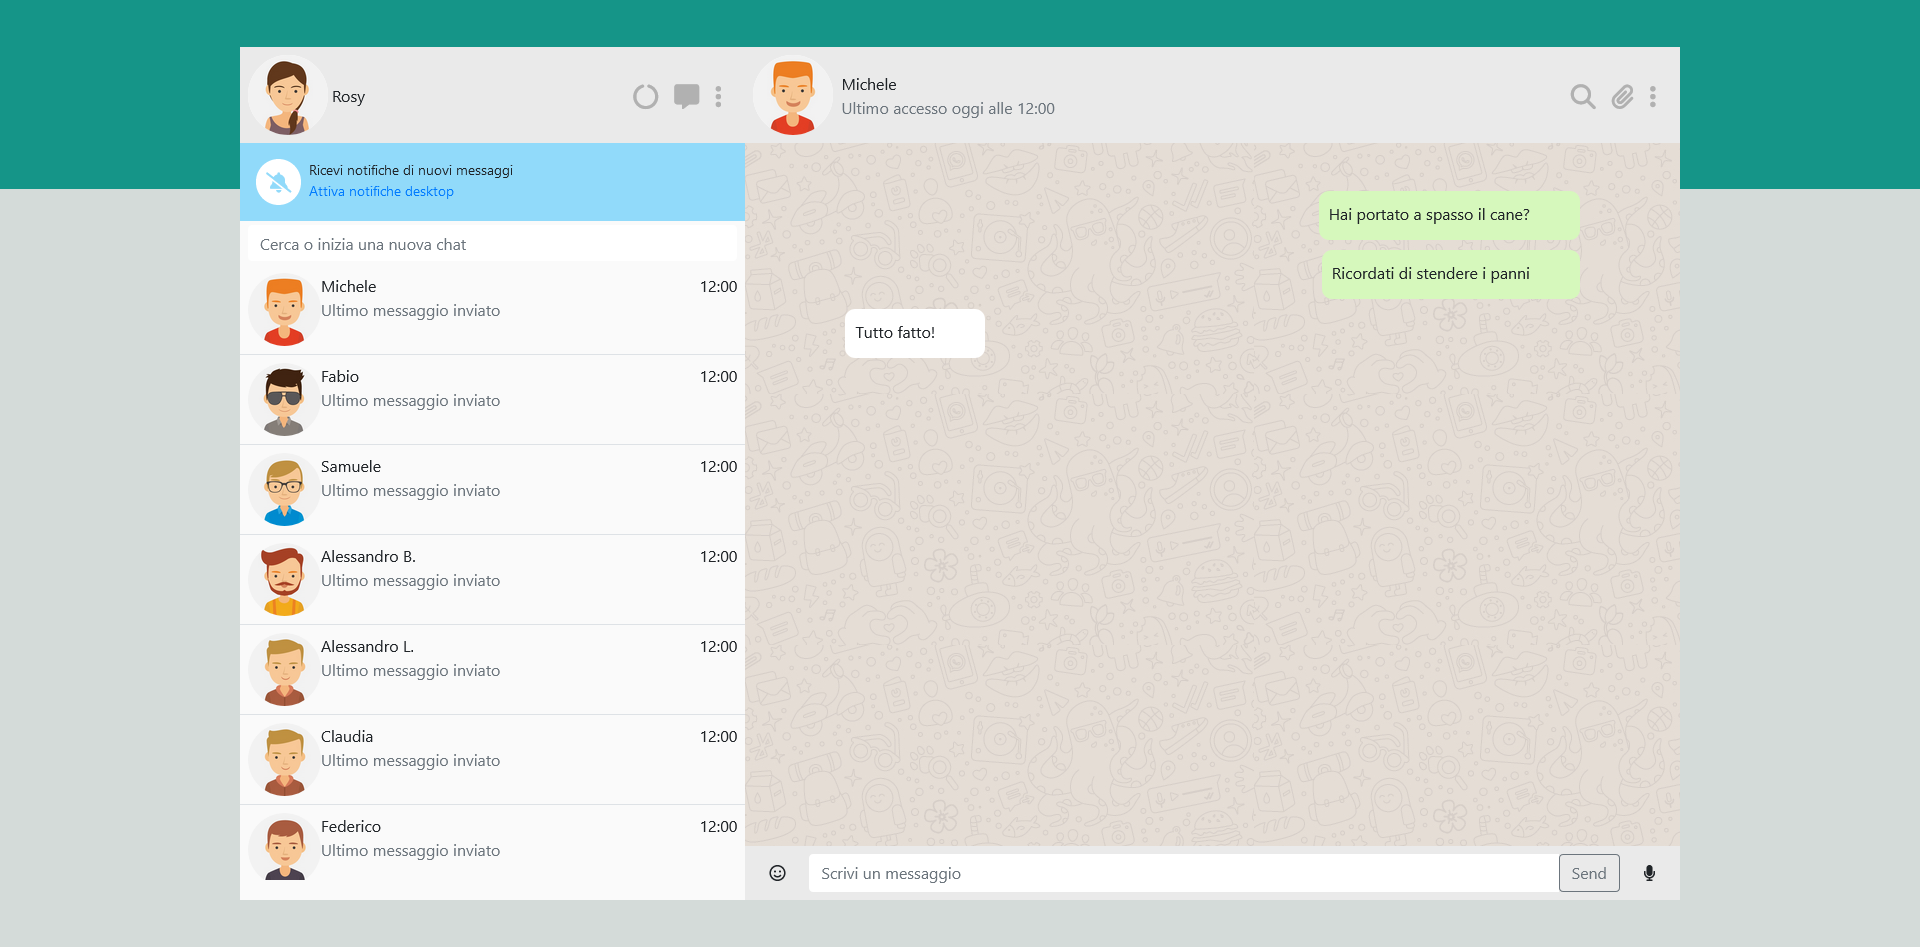 Rosy
Michele
Ultimo accesso oggi alle 12:00
Ricevi notifiche di nuovi messaggi
Attiva notifiche desktop
Cerca o inizia una nuova chat
Michele 12:00
Ultimo messaggio inviato
Fabio 12:00
Ultimo messaggio inviato
Samuele 12:00
Ultimo messaggio inviato
Alessandro B. 12:00
Ultimo messaggio inviato
Alessandro L. 12:00
Ultimo messaggio inviato
Claudia 12:00
Ultimo messaggio inviato
Federico 12:00
Ultimo messaggio inviato
Hai portato a spasso il cane?
Ricordati di stendere i panni
Tutto fatto!
Scrivi un messaggio
Send